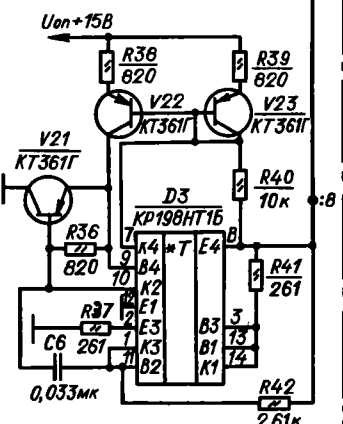 Uоп+15В
R38
820
R39
820
V22
КТ361Г
V23
КТ361Г
V21
КТ361Г
D3
КР198НТ1Б
R40
10к
:8
R36
820
7
К4
*Т
Е4
8
9
В4
10
К2
12
Е1
R41
261
R37
261
2
Е3
В3
3
1
К3
В1
13
С6
0,033мк
11
В2
К1
14
R42
2,61к